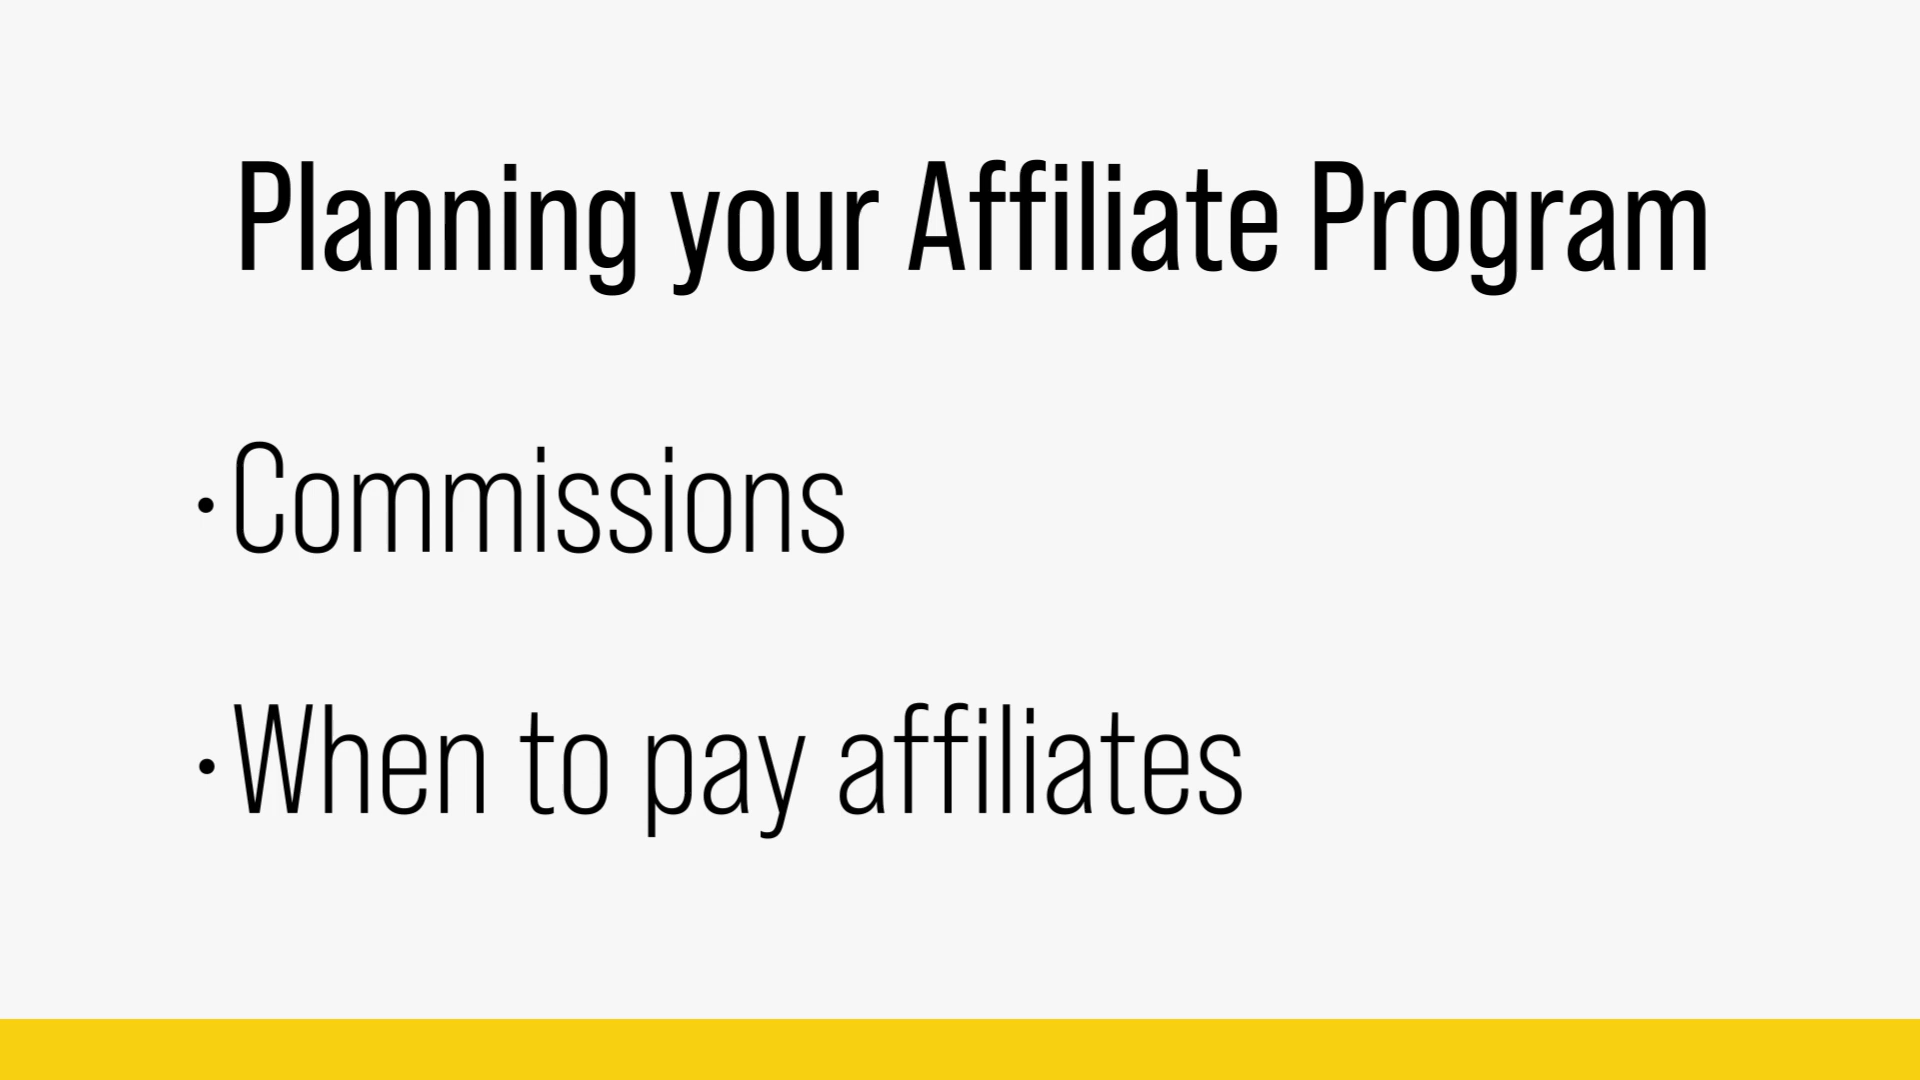 Planning your Affiliate Program
• Commissions
• When to pay affiliates